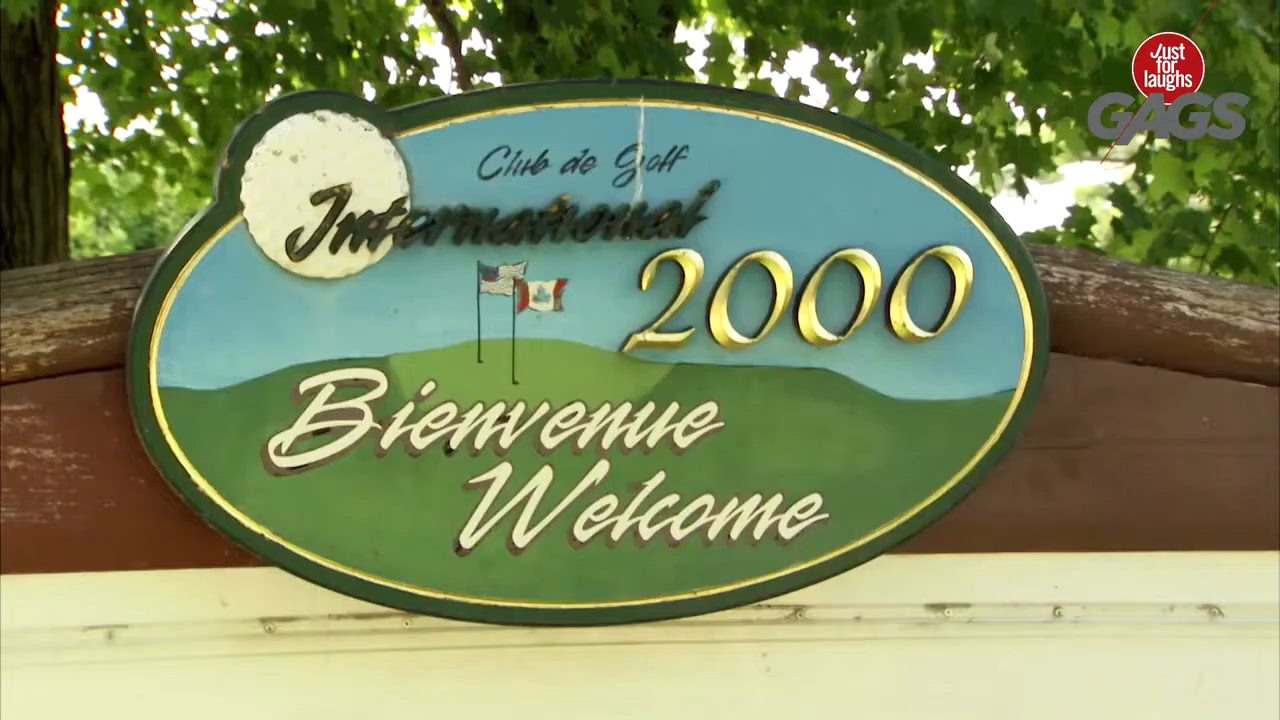 Just
for
laughs
GAGS
Club de Golf
International
2000
Bienvenue
Welcome